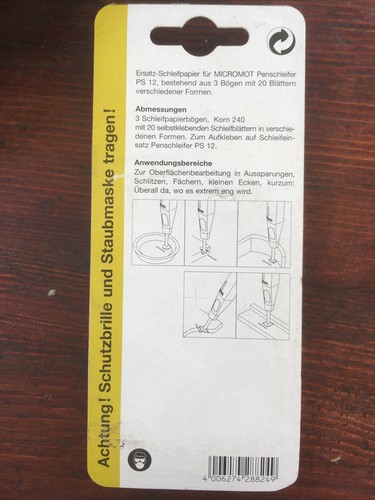 Ersatz-Schleifpapier für MICROMOT Penschleifer
PS 12, bestehend aus 3 Bögen mit 20 Blättern
verschiedener Formen.
Abmessungen
3 Schleifpapierbögen, Korn 240
mit 20 selbstklebenden Schleifblättern in verschie-
denen Formen. Zum Aufkleben auf Schleifein-
satz Penschleifer PS 12.
Anwendungsbereiche
Zur Oberflächenbearbeitung in Aussparungen,
Schlitzen, Fächern, kleinen Ecken, kurzum:
Überall da, wo es extrem eng wird.
Achtung! Schutzbrille und Staubmaske tragen!
4 006274 288249